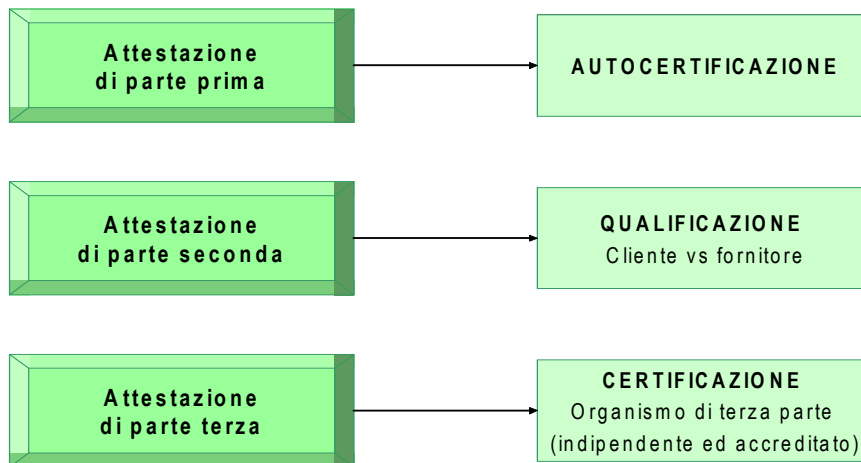 Attestazione
di parte prima
AUTOCERTIFICAZIONE
Attestazione
di parte seconda
QUALIFICAZIONE
Cliente vs fornitore
Attestazione
di parte terza
CERTIFICAZIONE
Organismo di terza parte
(indipendente ed accreditato)